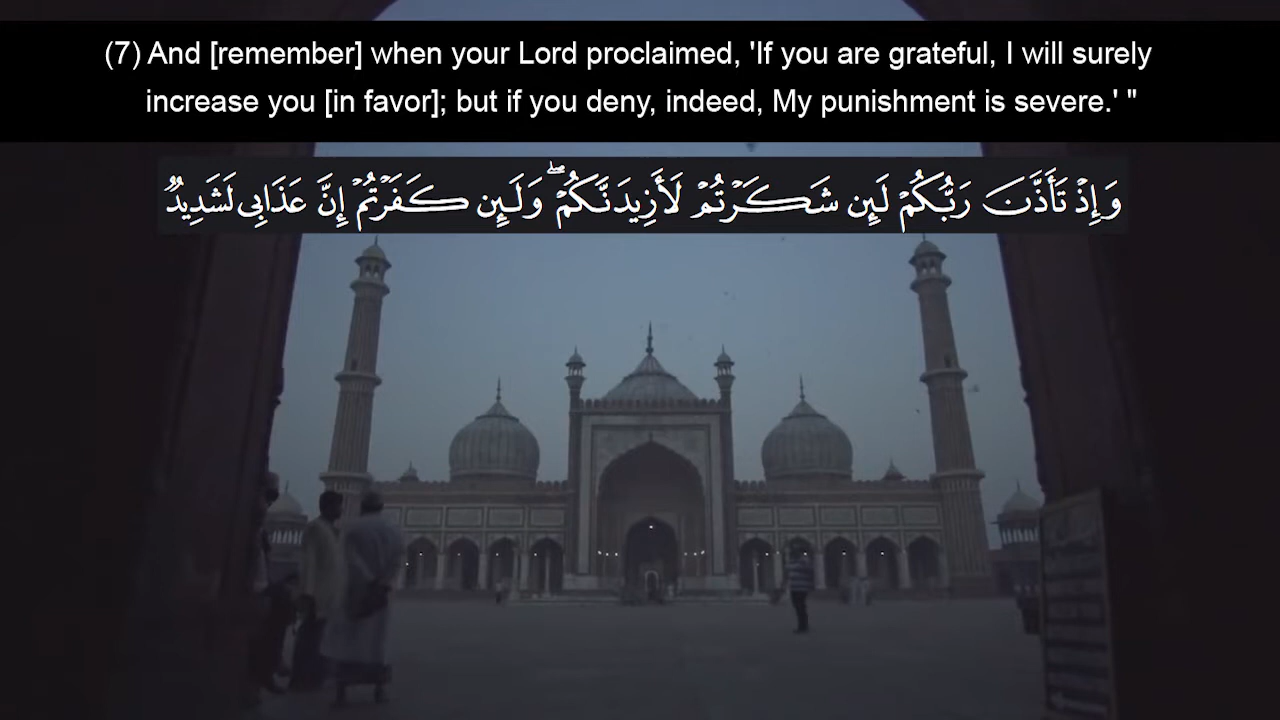 (7) And [remember] when your Lord proclaimed, 'If you are grateful, I will surely
increase you [in favor]; but if you deny, indeed, My punishment is severe.' "
وَإِذْ تَأَذَّنَ رَبُّكُمْ لَئِن شَكَرْتُمْ لَأَزِيدَنَّكُمْ ۖ وَلَئِن كَفَرْتُمْ إِنَّ عَذَابِى لَشَدِيدٌ